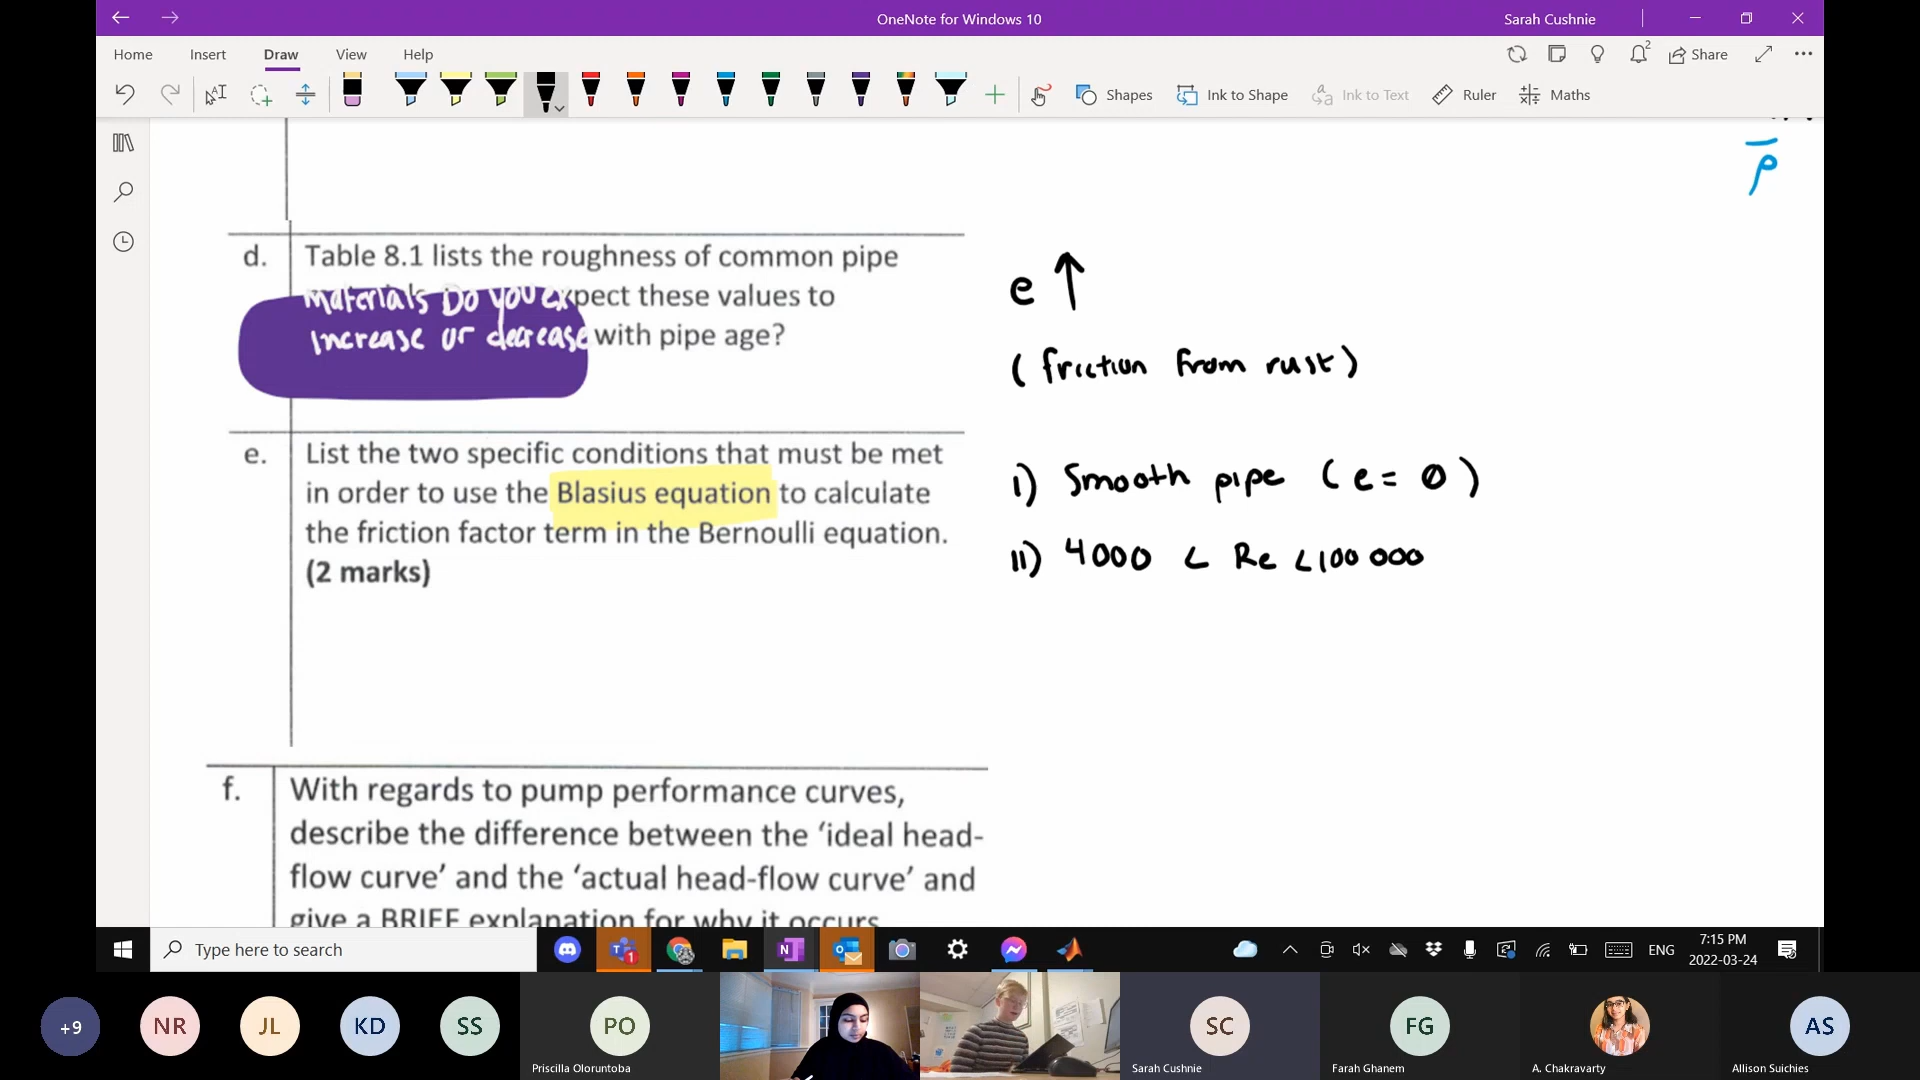 OneNote for Windows 10
Sarah Cushnie
Home Insert Draw View Help
2
Share
Shapes
Ink to Shape
Ink to Text
Ruler
Maths
ρ
d. Table 8.1 lists the roughness of common pipe
materials Do you expect these values to
increase or decrease with pipe age?
e ↑
(friction from rust)
e. List the two specific conditions that must be met
in order to use the Blasius equation to calculate
the friction factor term in the Bernoulli equation.
(2 marks)
i) Smooth pipe (e = 0)
ii) 4000 < Re < 100 000
f. With regards to pump performance curves,
describe the difference between the ‘ideal head-
flow curve’ and the ‘actual head-flow curve’ and
give a BRIEF explanation for why it occurs
Type here to search
1
ENG
7:15 PM
2022-03-24
+9
NR
JL
KD
SS
PO
Priscilla Oloruntoba
SC
Sarah Cushnie
FG
Farah Ghanem
A. Chakravarty
AS
Allison Suichies